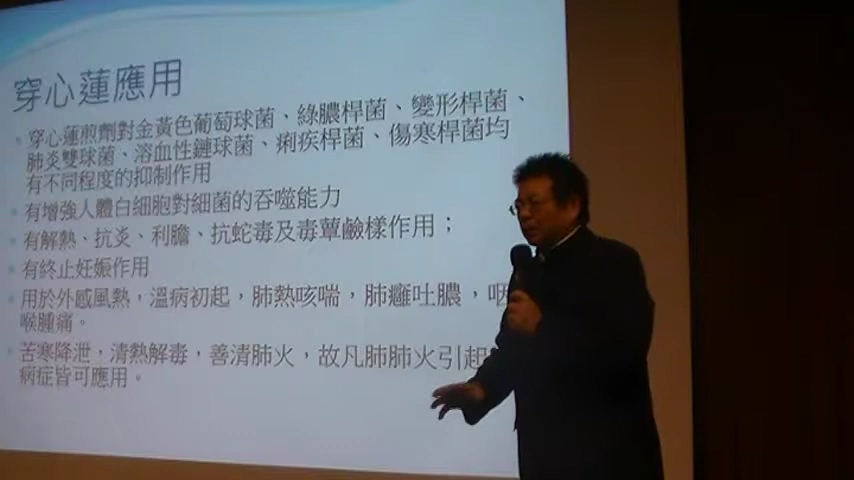 穿心蓮應用
穿心蓮煎劑對金黃色葡萄球菌、綠膿桿菌、變形桿菌、
肺炎雙球菌、溶血性鏈球菌、痢疾桿菌、傷寒桿菌均
有不同程度的抑制作用
有增強人體白細胞對細菌的吞噬能力
有解熱、抗炎、利膽、抗蛇毒及毒蕈鹼樣作用；
有終止妊娠作用
用於外感風熱，溫病初起，肺熱咳喘，肺癰吐膿，咽
喉腫痛。
苦寒降泄，清熱解毒，善清肺火，故凡肺肺火引起
病症皆可應用。